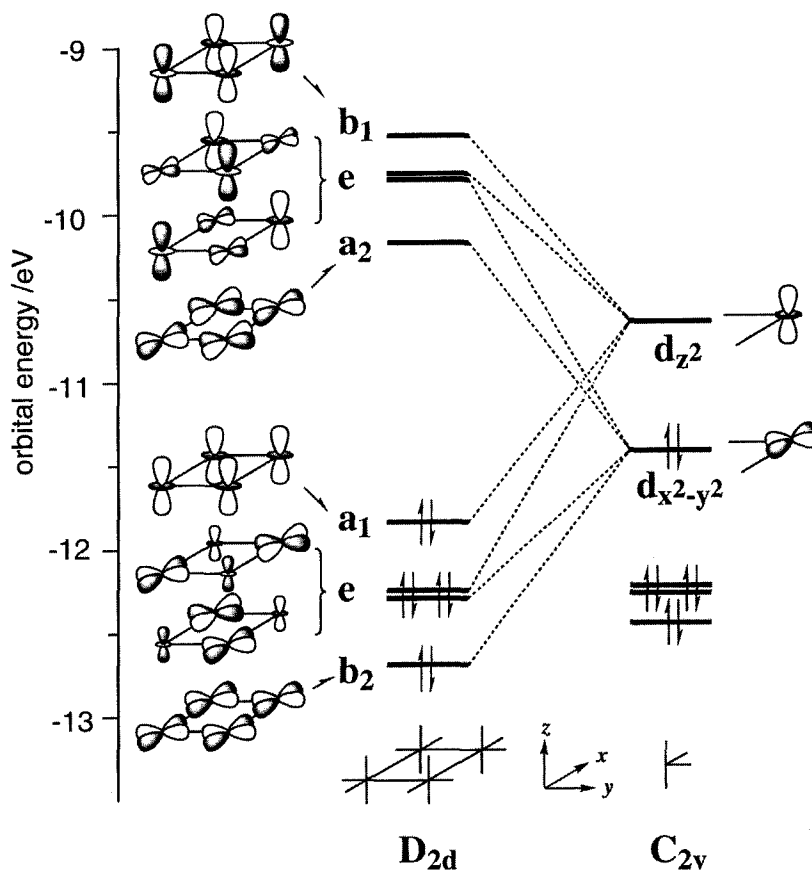 -9
b1
e
-10
a2
orbital energy /eV
dz2
-11
dx2-y2
a1
-12
e
b2
-13
z
x
y
D2d
C2v